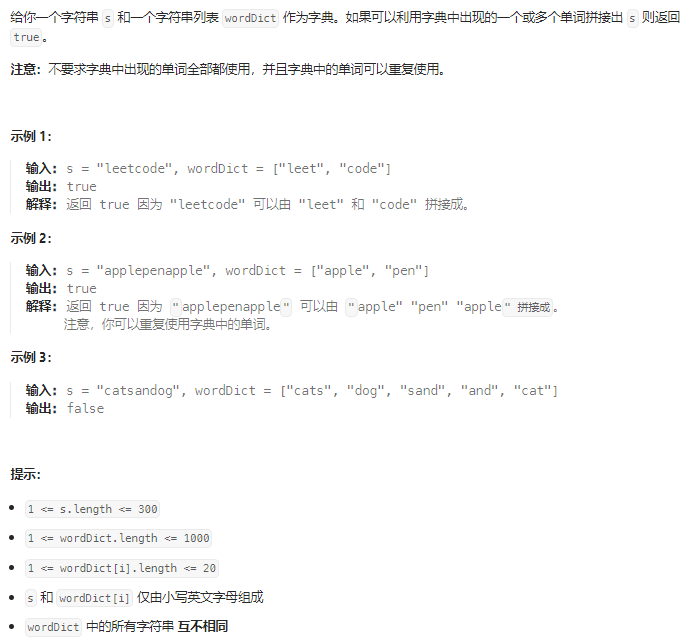 给你一个字符串 s 和一个字符串列表 wordDict 作为字典。如果可以利用字典中出现的一个或多个单词拼接出 s 则返回
true。
注意：不要求字典中出现的单词全部都使用，并且字典中的单词可以重复使用。
示例 1：
输入: s = "leetcode", wordDict = ["leet", "code"]
输出: true
解释: 返回 true 因为 "leetcode" 可以由 "leet" 和 "code" 拼接成。
示例 2：
输入: s = "applepenapple", wordDict = ["apple", "pen"]
输出: true
解释: 返回 true 因为 "applepenapple" 可以由 "apple" "pen" "apple" 拼接成。
注意，你可以重复使用字典中的单词。
示例 3：
输入: s = "catsandog", wordDict = ["cats", "dog", "sand", "and", "cat"]
输出: false
提示：
• 1 <= s.length <= 300
• 1 <= wordDict.length <= 1000
• 1 <= wordDict[i].length <= 20
• s 和 wordDict[i] 仅由小写英文字母组成
• wordDict 中的所有字符串 互不相同